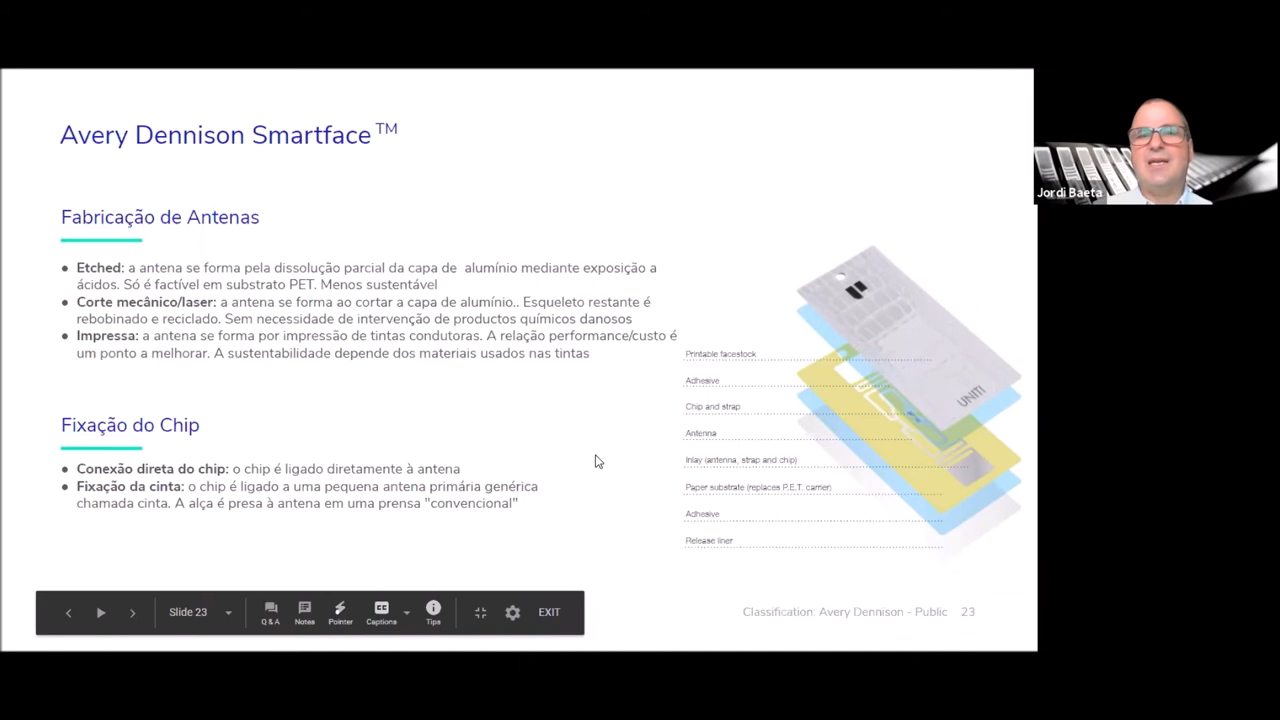 Avery Dennison Smartface™
Fabricação de Antenas
● Etched: a antena se forma pela dissolução parcial da capa de alumínio mediante exposição a
ácidos. Só é factível em substrato PET. Menos sustentável
● Corte mecânico/laser: a antena se forma ao cortar a capa de alumínio.. Esqueleto restante é
rebobinado e reciclado. Sem necessidade de intervenção de productos químicos danosos
● Impressa: a antena se forma por impressão de tintas condutoras. A relação performance/custo é
um ponto a melhorar. A sustentabilidade depende dos materiais usados nas tintas
Fixação do Chip
● Conexão direta do chip: o chip é ligado diretamente à antena
● Fixação da cinta: o chip é ligado a uma pequena antena primária genérica
chamada cinta. A alça é presa à antena em uma prensa "convencional"
Printable facestock
Adhesive
Chip and strap
Antenna
Inlay (antenna, strap and chip)
Paper substrate (replaces P.E.T. carrier)
Adhesive
Release liner
UNITI
Jordi Baeta
Slide 23
Q & A
Notes
Pointer
CC
Captions
Tips
EXIT
Classification: Avery Dennison - Public 23